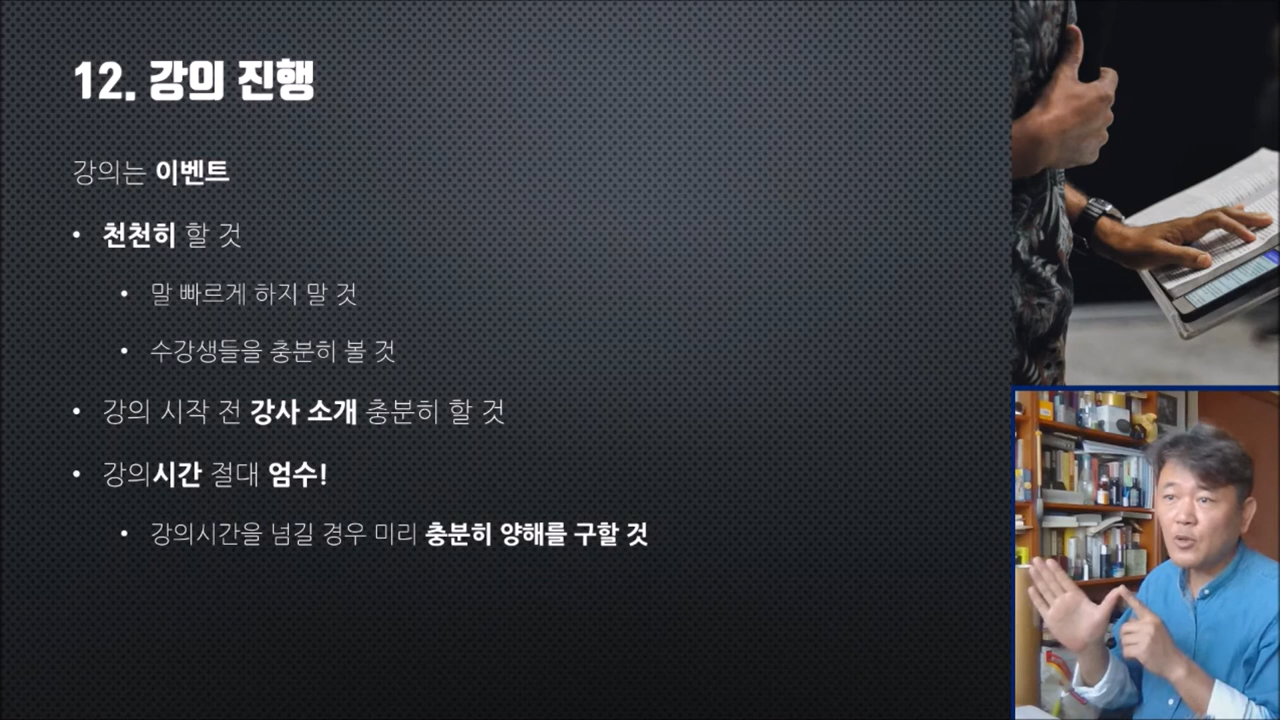 12. 강의 진행
강의는 이벤트
• 천천히 할 것
• 말 빠르게 하지 말 것
• 수강생들을 충분히 볼 것
• 강의 시작 전 강사 소개 충분히 할 것
• 강의시간 절대 엄수!
• 강의시간을 넘길 경우 미리 충분히 양해를 구할 것